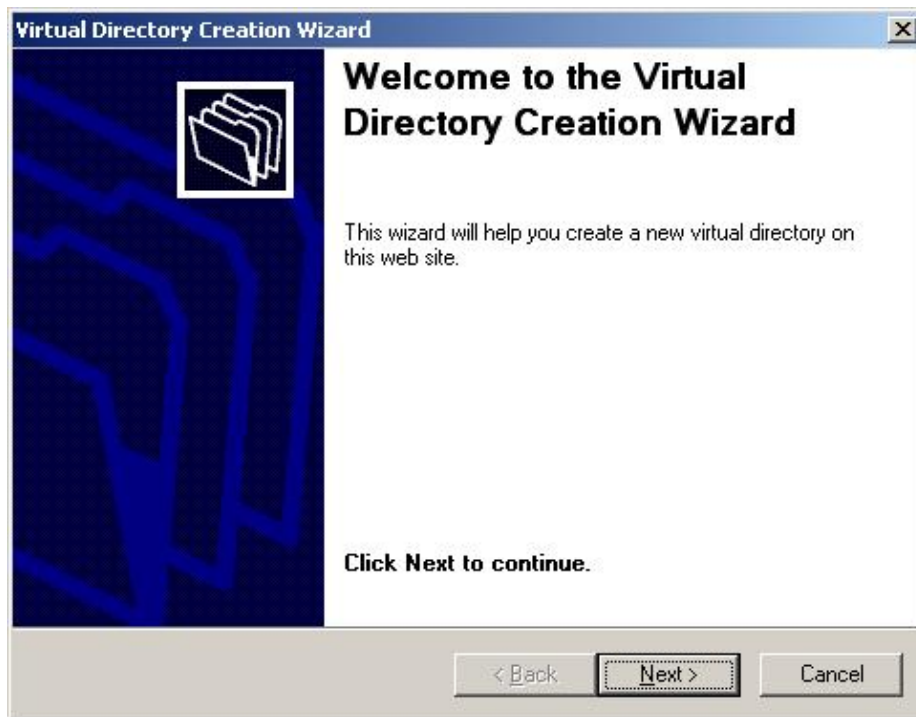 Virtual Directory Creation Wizard
Welcome to the Virtual
Directory Creation Wizard
This wizard will help you create a new virtual directory on
this web site.
Click Next to continue.
< Back Next > Cancel